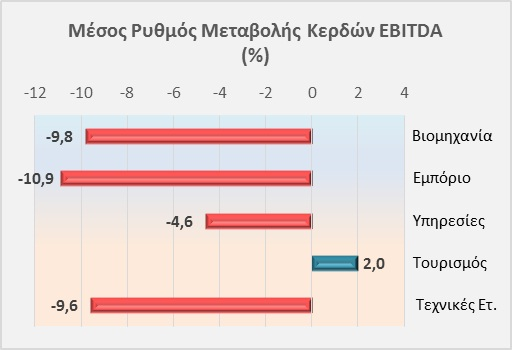 Μέσος Ρυθμός Μεταβολής Κερδών EBITDA
(%)
-12 -10 -8 -6 -4 -2 0 2 4
-9,8 Βιομηχανία
-10,9 Εμπόριο
-4,6 Υπηρεσίες
2,0 Τουρισμός
-9,6 Τεχνικές Ετ.